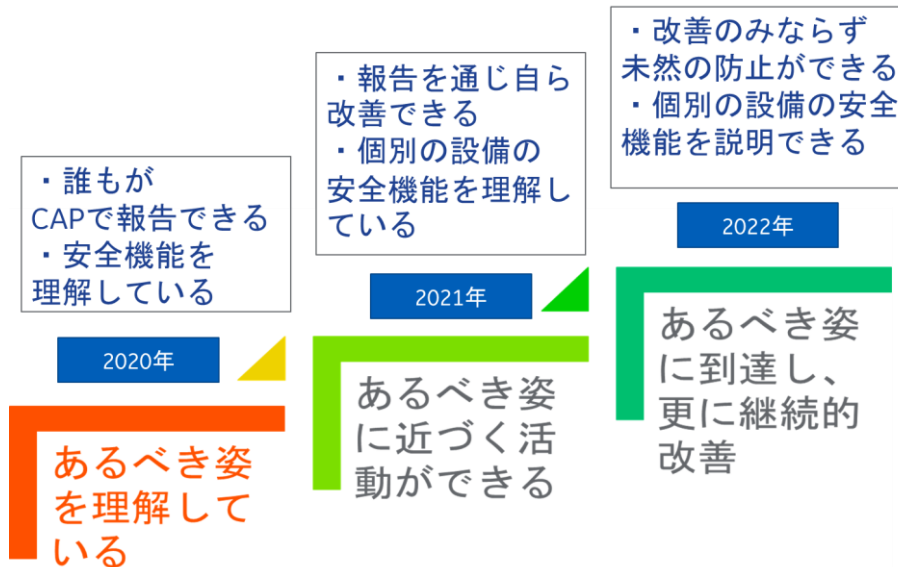 ・誰もが
CAPで報告できる
・安全機能を
理解している
2020年
あるべき姿
を理解して
いる
・報告を通じ自ら
改善できる
・個別の設備の
安全機能を理解し
ている
2021年
あるべき姿
に近づく活
動ができる
・改善のみならず
未然の防止ができる
・個別の設備の安全
機能を説明できる
2022年
あるべき姿
に到達し、
更に継続的
改善